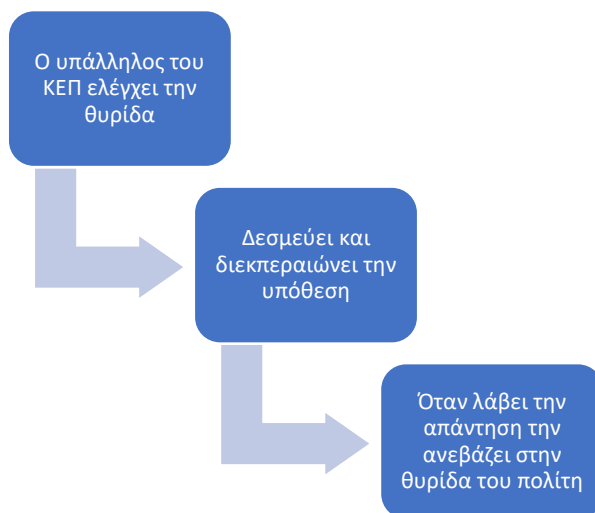 Ο υπάλληλος του
ΚΕΠ ελέγχει την
θυρίδα
Δεσμεύει και
διεκπεραιώνει την
υπόθεση
Όταν λάβει την
απάντηση την
ανεβάζει στην
θυρίδα του πολίτη